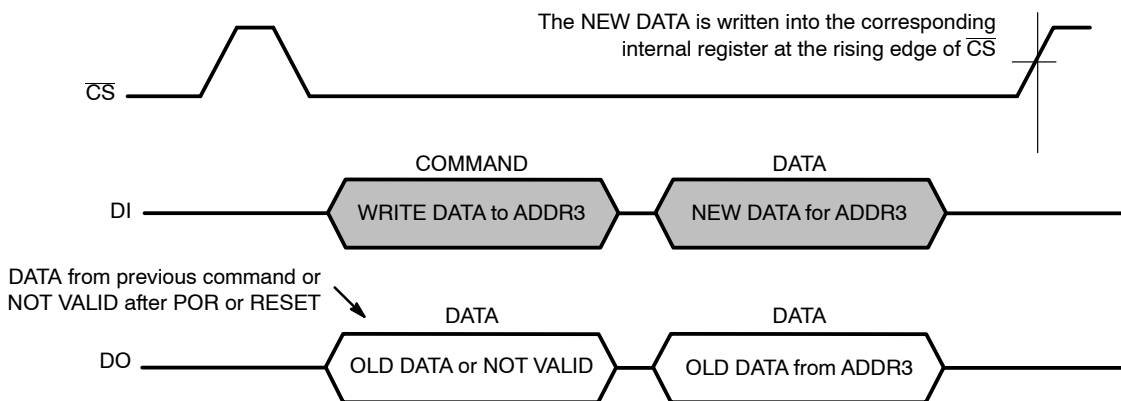 The NEW DATA is written into the corresponding
internal register at the rising edge of C̅S̅
C̅S̅
COMMAND
DATA
DI
WRITE DATA to ADDR3
NEW DATA for ADDR3
DATA from previous command or
NOT VALID after POR or RESET
DATA
DATA
DO
OLD DATA or NOT VALID
OLD DATA from ADDR3